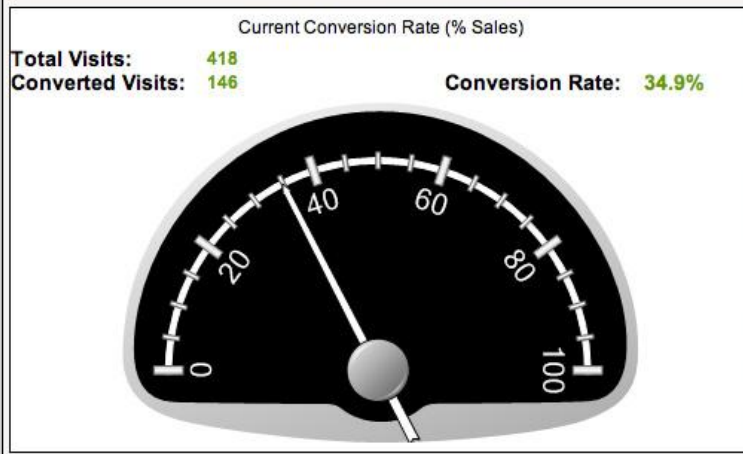 Current Conversion Rate (% Sales)
Total Visits: 418
Converted Visits: 146
Conversion Rate: 34.9%
0
20
40
60
80
100